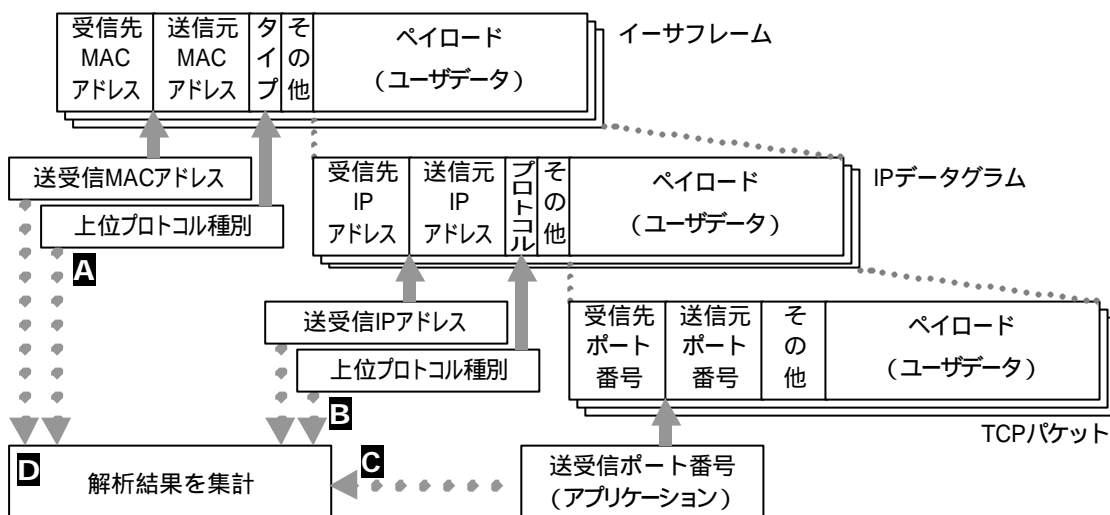 受信先
MAC
アドレス
送信元
MAC
アドレス
タイプ
その他
ペイロード
(ユーザデータ)
イーサフレーム
送受信MACアドレス
上位プロトコル種別
A
受信先
IP
アドレス
送信元
IP
アドレス
プロトコル
その他
ペイロード
(ユーザデータ)
IPデータグラム
送受信IPアドレス
上位プロトコル種別
B
受信先
ポート
番号
送信元
ポート
番号
その他
ペイロード
(ユーザデータ)
TCPパケット
D
解析結果を集計
C
送受信ポート番号
(アプリケーション)